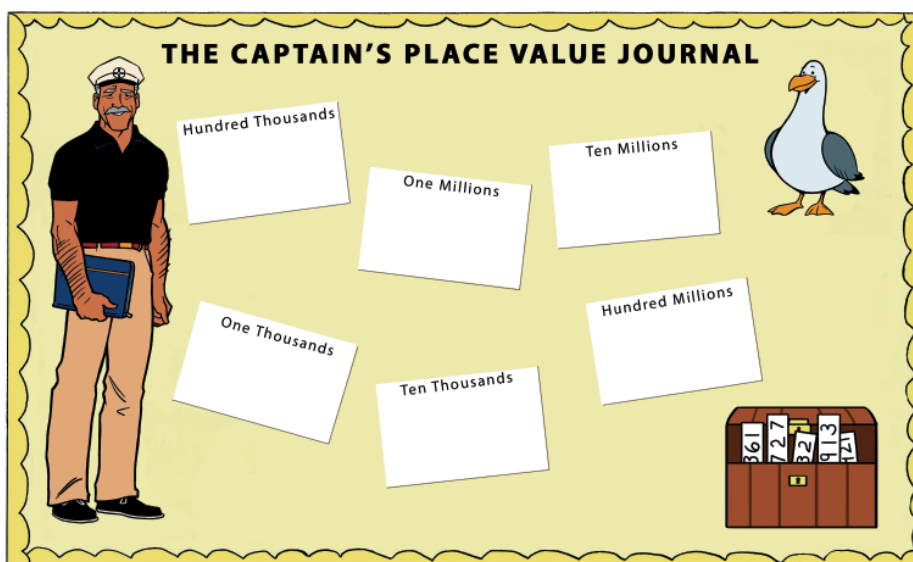 THE CAPTAIN'S PLACE VALUE JOURNAL
Hundred Thousands
One Millions
Ten Millions
One Thousands
Ten Thousands
Hundred Millions
361
727
32
913